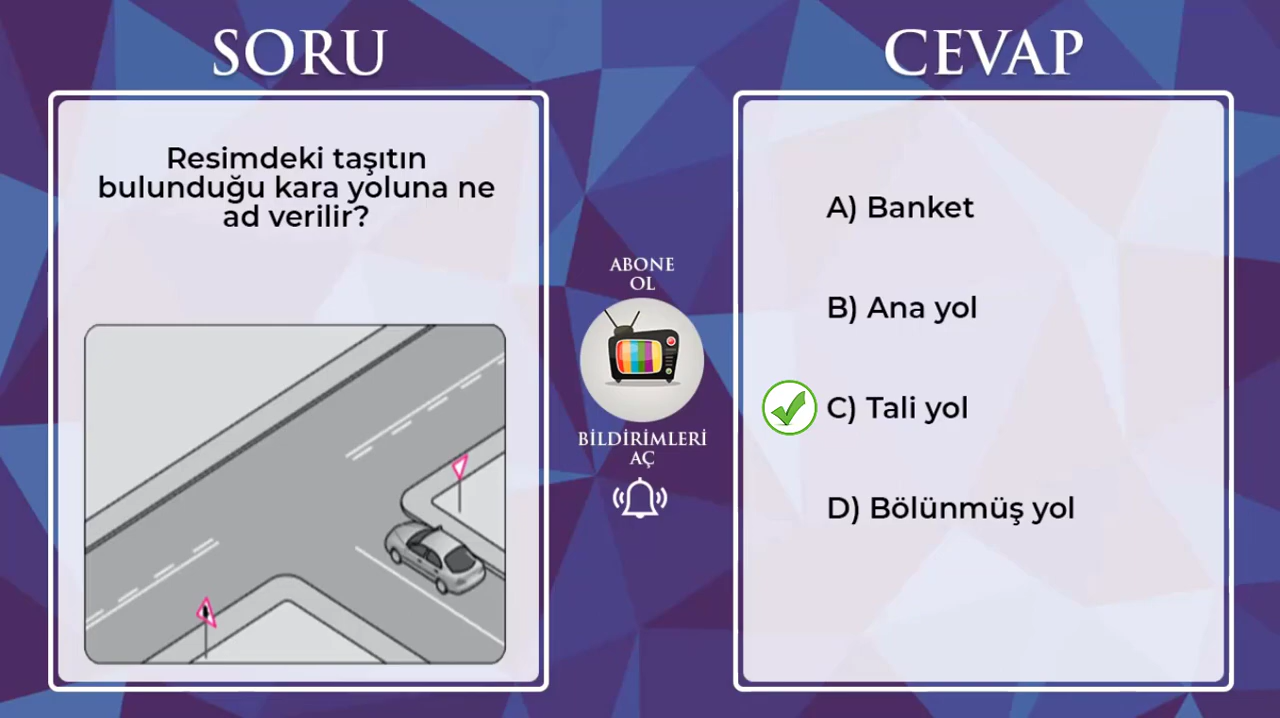 SORU
Resimdeki taşıtın
bulunduğu kara yoluna ne
ad verilir?
ABONE
OL
BİLDİRİMLERİ
AÇ
CEVAP
A) Banket
B) Ana yol
C) Tali yol
D) Bölünmüş yol